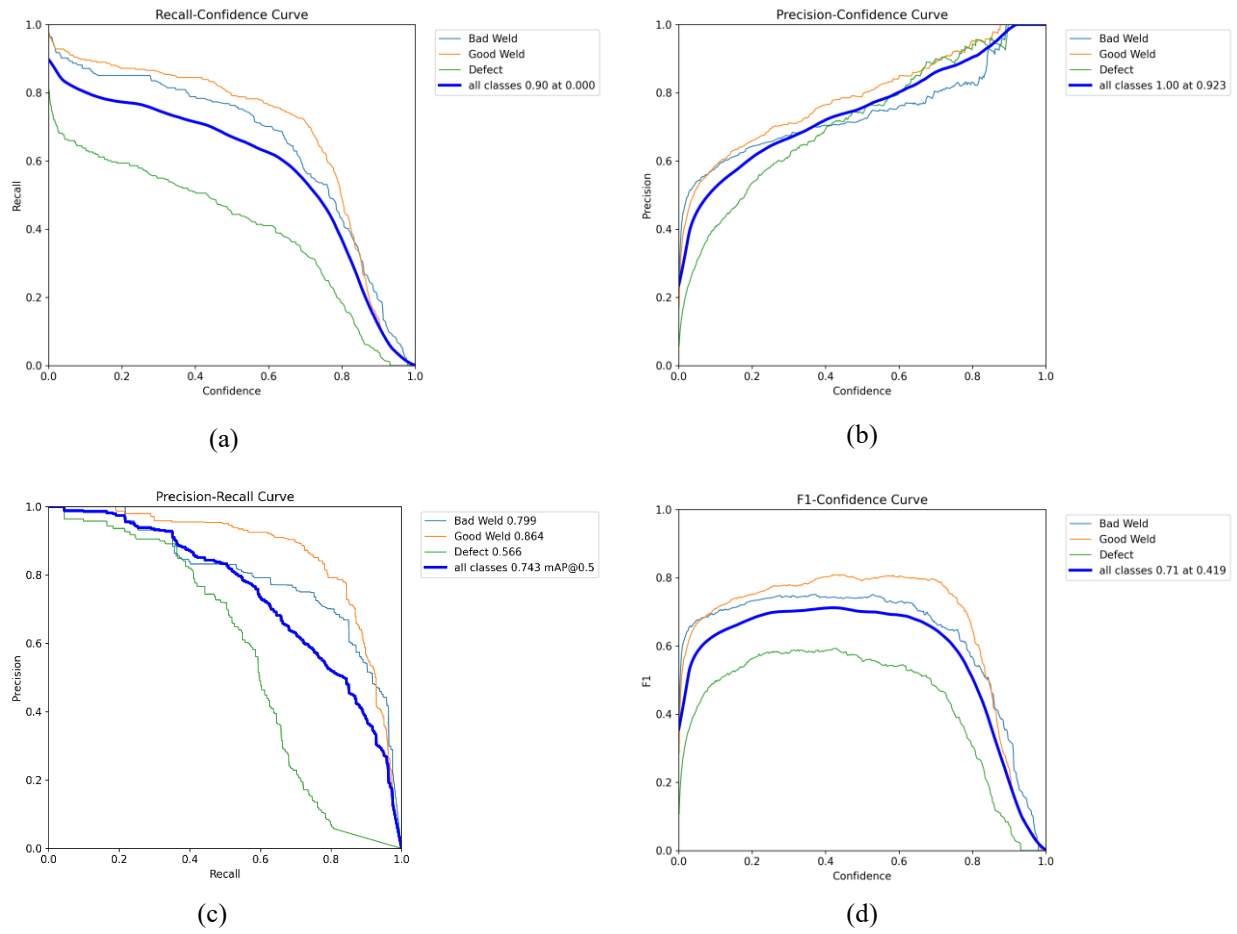 Recall-Confidence Curve
1.0
0.8
0.6
0.4
0.2
0.0
Recall
0.0 0.2 0.4 0.6 0.8 1.0
Confidence
Bad Weld
Good Weld
Defect
all classes 0.90 at 0.000
(a)
Precision-Confidence Curve
1.0
0.8
0.6
0.4
0.2
0.0
Precision
0.0 0.2 0.4 0.6 0.8 1.0
Confidence
Bad Weld
Good Weld
Defect
all classes 1.00 at 0.923
(b)
Precision-Recall Curve
1.0
0.8
0.6
0.4
0.2
0.0
Precision
0.0 0.2 0.4 0.6 0.8 1.0
Recall
Bad Weld 0.799
Good Weld 0.864
Defect 0.566
all classes 0.743 mAP@0.5
(c)
F1-Confidence Curve
1.0
0.8
0.6
0.4
0.2
0.0
F1
0.0 0.2 0.4 0.6 0.8 1.0
Confidence
Bad Weld
Good Weld
Defect
all classes 0.71 at 0.419
(d)